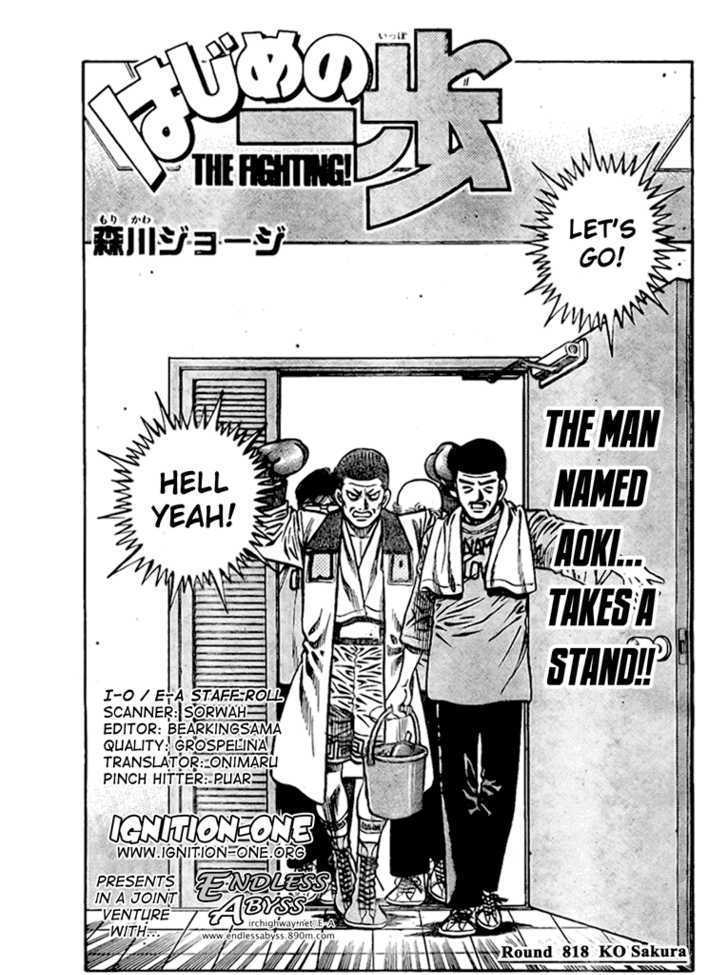 いっぽ
はじめの一歩
THE FIGHTING!
もり かわ
森川ジョージ
LET'S
GO!
HELL
YEAH!
THE MAN
NAMED
AOKI...
TAKES A
STAND!!
I-O / E-A STAFF ROLL
SCANNER: SORWAH
EDITOR: BEARKINGSAMA
QUALITY: GROSPELINA
TRANSLATOR: ONIMARU
PINCH HITTER: PUAR
IGNITION-ONE
WWW.IGNITION-ONE.ORG
PRESENTS
IN A JOINT
VENTURE
WITH...
ENDLESS
ABYSS
irchighway.net/E-A
www.endlessabyss.890m.com
Round 818 KO Sakura